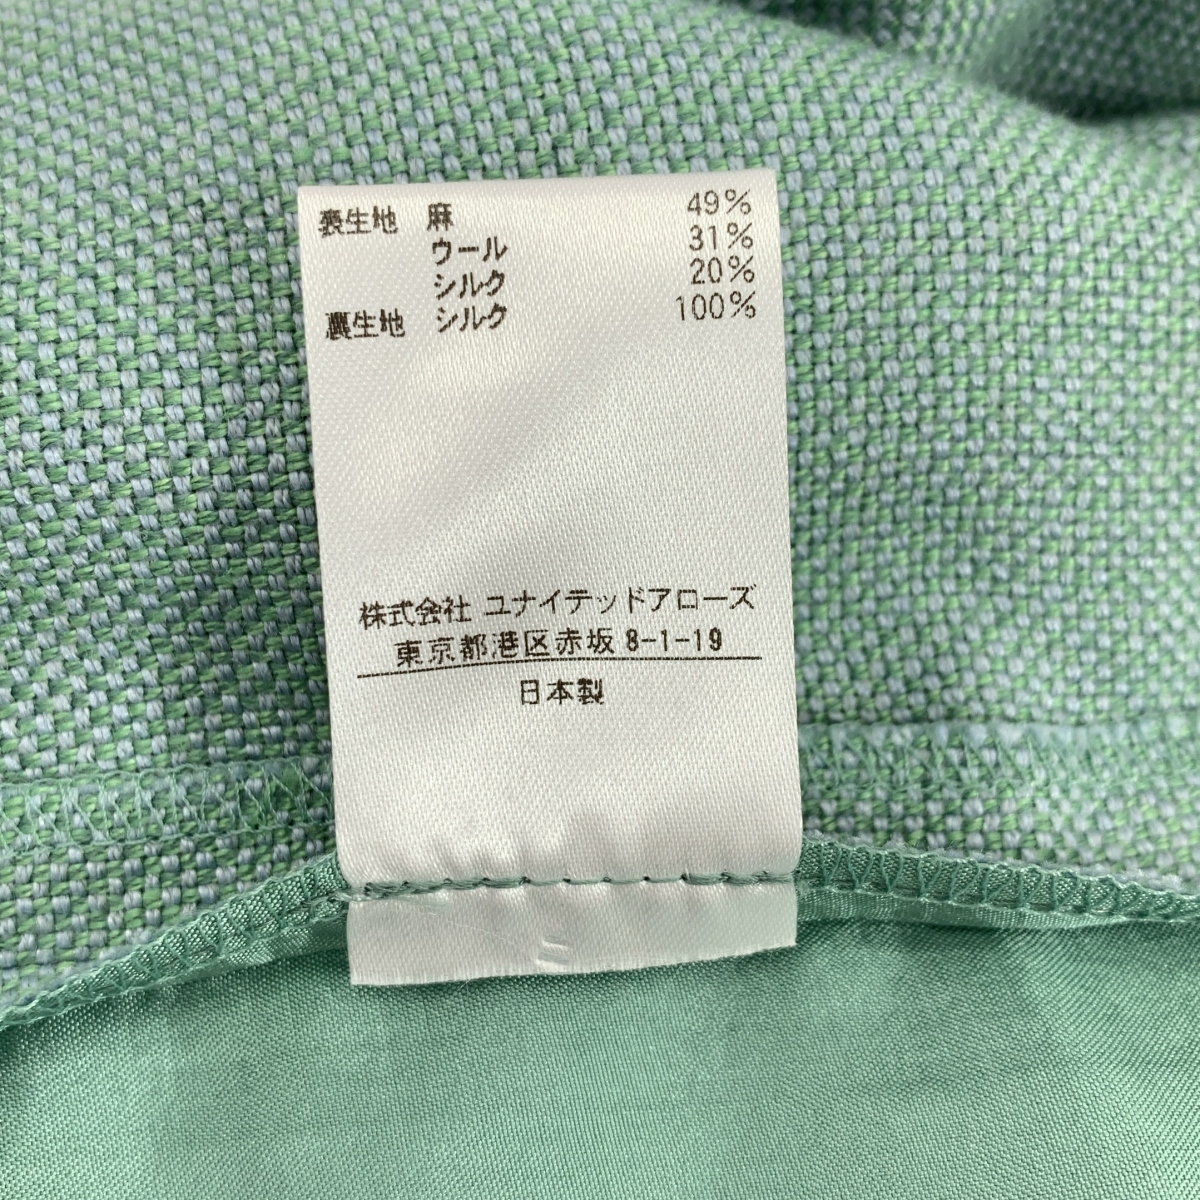 表生地 麻 49%
ウール 31%
シルク 20%
裏生地 シルク 100%
株式会社 ユナイテッドアローズ
東京都港区赤坂 8-1-19
日本製